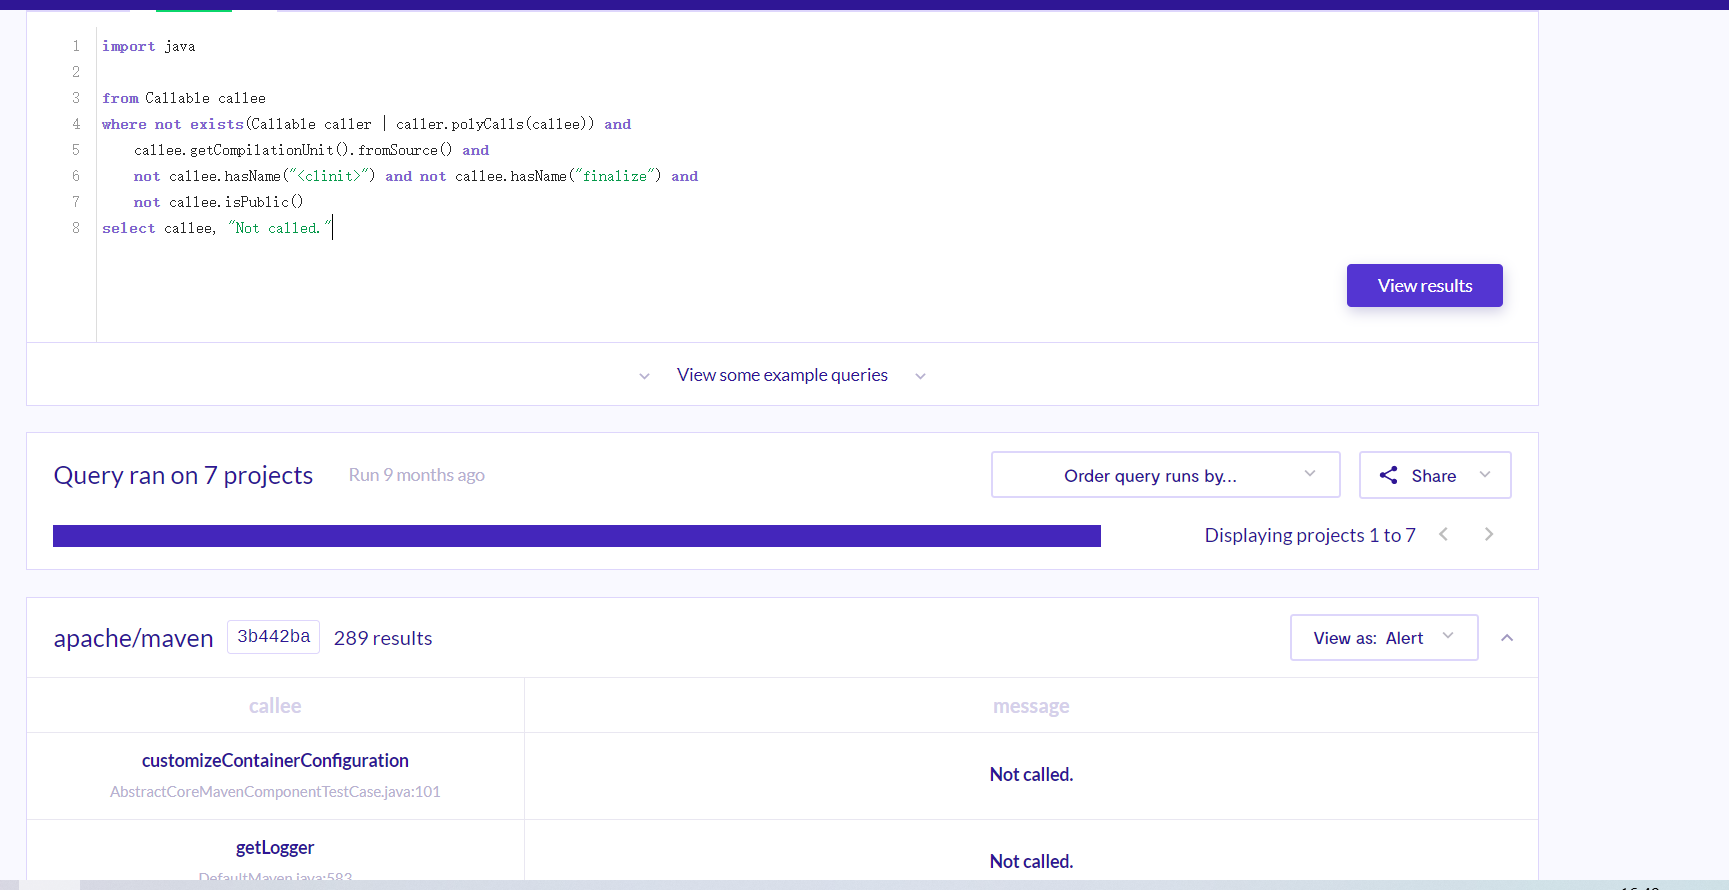 1 import java
2
3 from Callable callee
4 where not exists(Callable caller | caller.polyCalls(callee)) and
5 callee.getCompilationUnit().fromSource() and
6 not callee.hasName("<clinit>") and not callee.hasName("finalize") and
7 not callee.isPublic()
8 select callee, "Not called."
View results
View some example queries
Query ran on 7 projects Run 9 months ago Order query runs by... Share
Displaying projects 1 to 7
apache/maven 3b442ba 289 results View as: Alert
callee message
customizeContainerConfiguration
AbstractCoreMavenComponentTestCase.java:101
Not called.
getLogger
DefaultMaven.java:583
Not called.